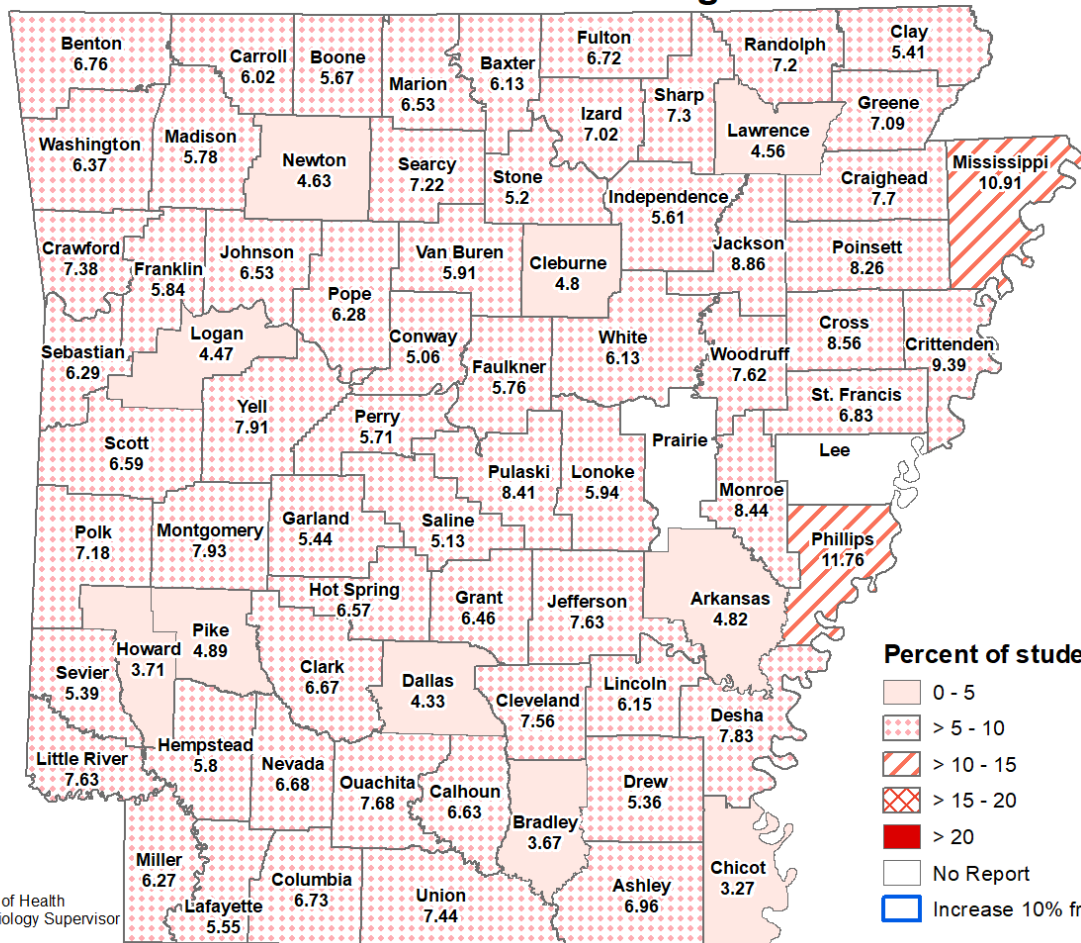 Benton
6.76
Carroll
6.02
Boone
5.67
Marion
6.53
Baxter
6.13
Fulton
6.72
Izard
7.02
Sharp
7.3
Randolph
7.2
Clay
5.41
Greene
7.09
Lawrence
4.56
Washington
6.37
Madison
5.78
Newton
4.63
Searcy
7.22
Stone
5.2
Independence
5.61
Craighead
7.7
Mississippi
10.91
Crawford
7.38
Franklin
5.84
Johnson
6.53
Pope
6.28
Van Buren
5.91
Cleburne
4.8
Jackson
8.86
Poinsett
8.26
Sebastian
6.29
Logan
4.47
Conway
5.06
Faulkner
5.76
White
6.13
Woodruff
7.62
Cross
8.56
Crittenden
9.39
St. Francis
6.83
Scott
6.59
Yell
7.91
Perry
5.71
Pulaski
8.41
Lonoke
5.94
Prairie
Monroe
8.44
Lee
Phillips
11.76
Polk
7.18
Montgomery
7.93
Garland
5.44
Saline
5.13
Hot Spring
6.57
Grant
6.46
Jefferson
7.63
Arkansas
4.82
Sevier
5.39
Howard
3.71
Pike
4.89
Clark
6.67
Dallas
4.33
Cleveland
7.56
Lincoln
6.15
Desha
7.83
Little River
7.63
Hempstead
5.8
Nevada
6.68
Ouachita
7.68
Calhoun
6.63
Bradley
3.67
Drew
5.36
Chicot
3.27
Miller
6.27
Lafayette
5.55
Columbia
6.73
Union
7.44
Ashley
6.96
Percent of stude
0 - 5
> 5 - 10
> 10 - 15
> 15 - 20
> 20
No Report
Increase 10% fr
of Health
iology Supervisor